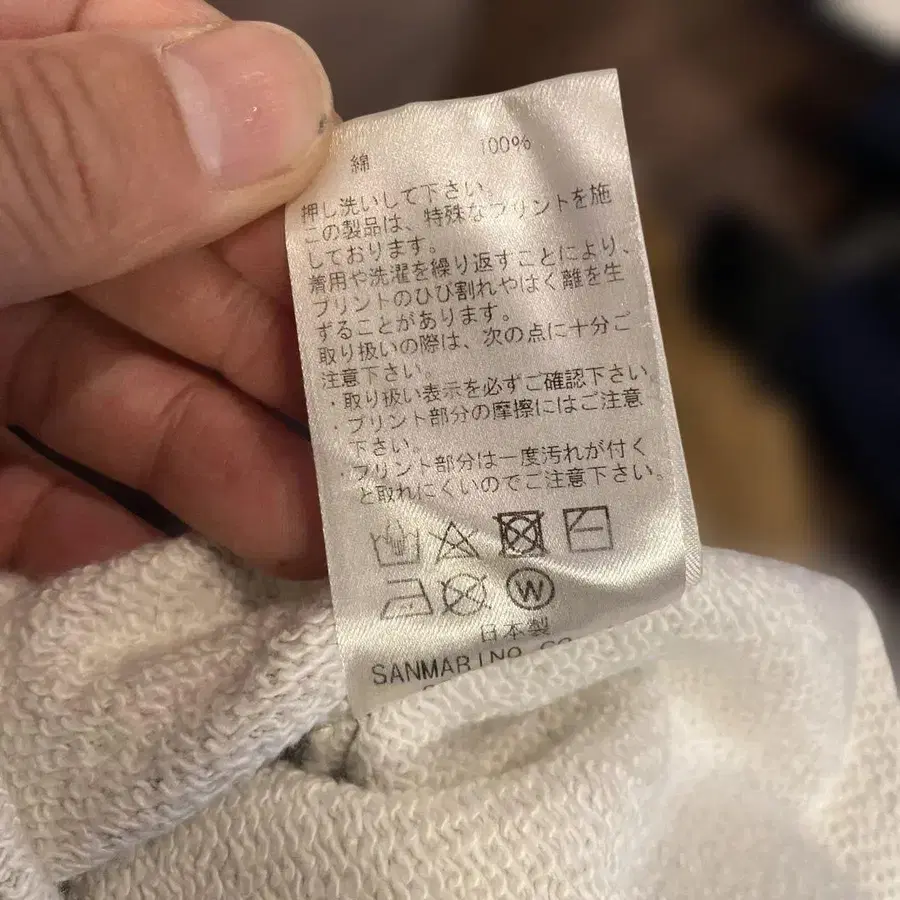 綿 100%
押し洗いして下さい。
この製品は、特殊なプリントを施
しております。
着用や洗濯を繰り返すことにより、
プリントのひび割れやはく離を生
ずることがあります。
取り扱いの際は、次の点に十分ご
注意下さい。
・取り扱い表示を必ずご確認下さい。
・プリント部分の摩擦にはご注意
下さい。
・プリント部分は一度汚れが付く
と取れにくいのでご注意下さい。
W
日本製
SANMARINO CO